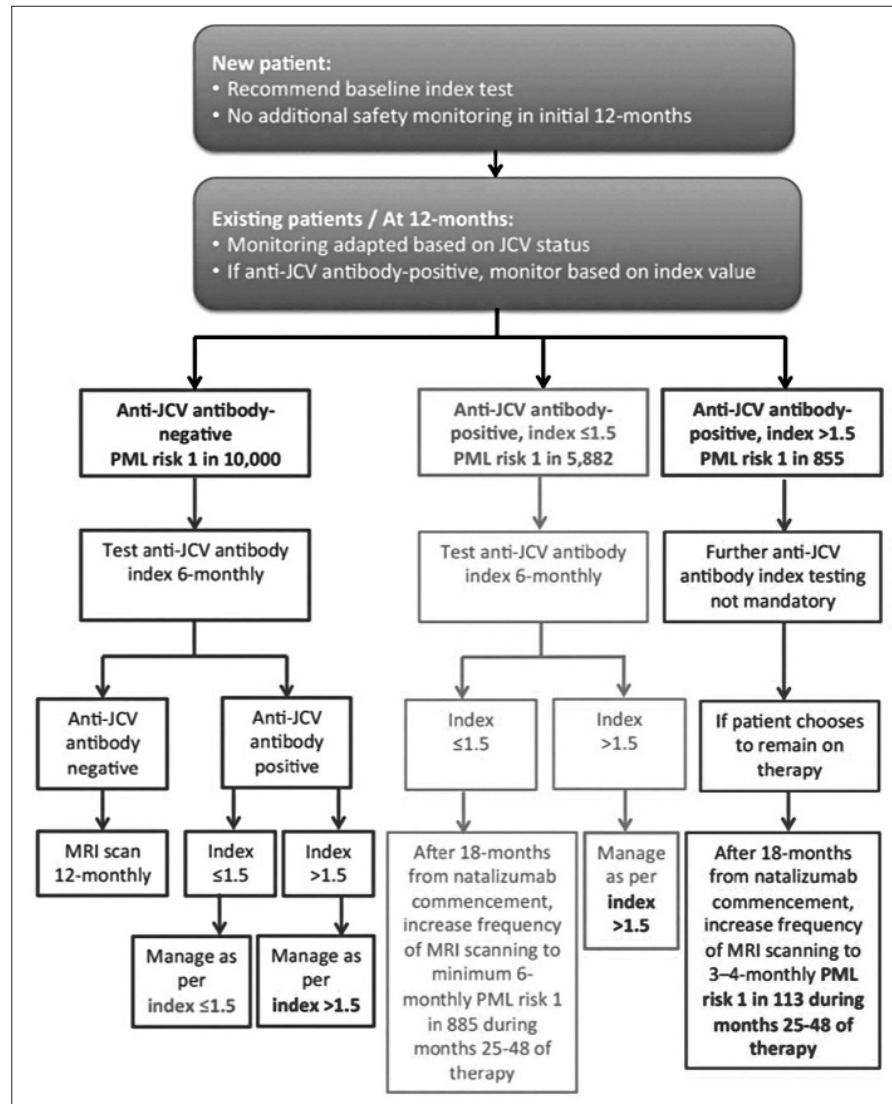 New patient:
• Recommend baseline index test
• No additional safety monitoring in initial 12-months
Existing patients / At 12-months:
• Monitoring adapted based on JCV status
• If anti-JCV antibody-positive, monitor based on index value
Anti-JCV antibody-
negative
PML risk 1 in 10,000
Anti-JCV antibody-
positive, index ≤1.5
PML risk 1 in 5,882
Anti-JCV antibody-
positive, index >1.5
PML risk 1 in 855
Test anti-JCV antibody
index 6-monthly
Test anti-JCV antibody
index 6-monthly
Further anti-JCV
antibody index testing
not mandatory
Anti-JCV
antibody
negative
Anti-JCV
antibody
positive
Index
≤1.5
Index
>1.5
If patient chooses
to remain on
therapy
MRI scan
12-monthly
Index
≤1.5
Index
>1.5
Manage as
per
index ≤1.5
Manage as
per
index >1.5
After 18-months
from natalizumab
commencement,
increase frequency
of MRI scanning to
minimum 6-
monthly PML risk 1
in 885 during
months 25-48 of
therapy
Manage
as per
index
>1.5
After 18-months
from natalizumab
commencement,
increase frequency
of MRI scanning to
3–4-monthly PML
risk 1 in 113 during
months 25-48 of
therapy